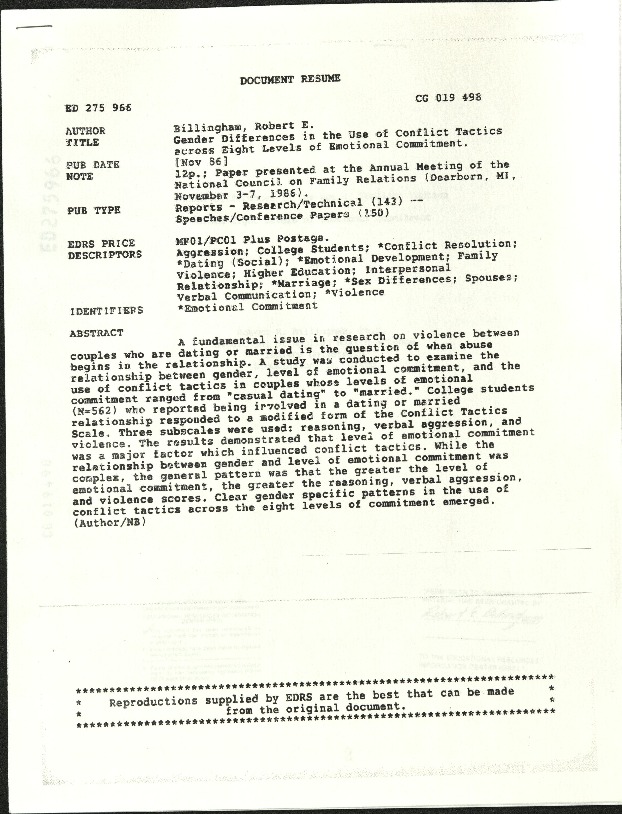 DOCUMENT RESUME
CG 019 498
ED 275 966
AUTHOR Billingham, Robert E.
TITLE Gender Differences in the Use of Conflict Tactics
across Eight Levels of Emotional Commitment.
PUB DATE [Nov 86]
NOTE 12p.; Paper presented at the Annual Meeting of the
National Council on Family Relations (Dearborn, MI,
November 3-7, 1986).
PUB TYPE Reports - Research/Technical (143) --
Speeches/Conference Papers (150)
EDRS PRICE MF01/PC01 Plus Postage.
DESCRIPTORS Aggression; College Students; *Conflict Resolution;
*Dating (Social); *Emotional Development; Family
Violence; Higher Education; Interpersonal
Relationship; *Marriage; *Sex Differences; Spouses;
Verbal Communication; *Violence
IDENTIFIERS *Emotional Commitment
ABSTRACT
A fundamental issue in research on violence between
couples who are dating or married is the question of when abuse
begins in the relationship. A study was conducted to examine the
relationship between gender, level of emotional commitment, and the
use of conflict tactics in couples whose levels of emotional
commitment ranged from "casual dating" to "married." College students
(N=562) who reported being involved in a dating or married
relationship responded to a modified form of the Conflict Tactics
Scale. Three subscales were used: reasoning, verbal aggression, and
violence. The results demonstrated that level of emotional commitment
was a major factor which influenced conflict tactics. While the
relationship between gender and level of emotional commitment was
complex, the general pattern was that the greater the level of
emotional commitment, the greater the reasoning, verbal aggression,
and violence scores. Clear gender specific patterns in the use of
conflict tactics across the eight levels of commitment emerged.
(Author/NB)
***********************************************************************
* Reproductions supplied by EDRS are the best that can be made *
* from the original document. *
***********************************************************************